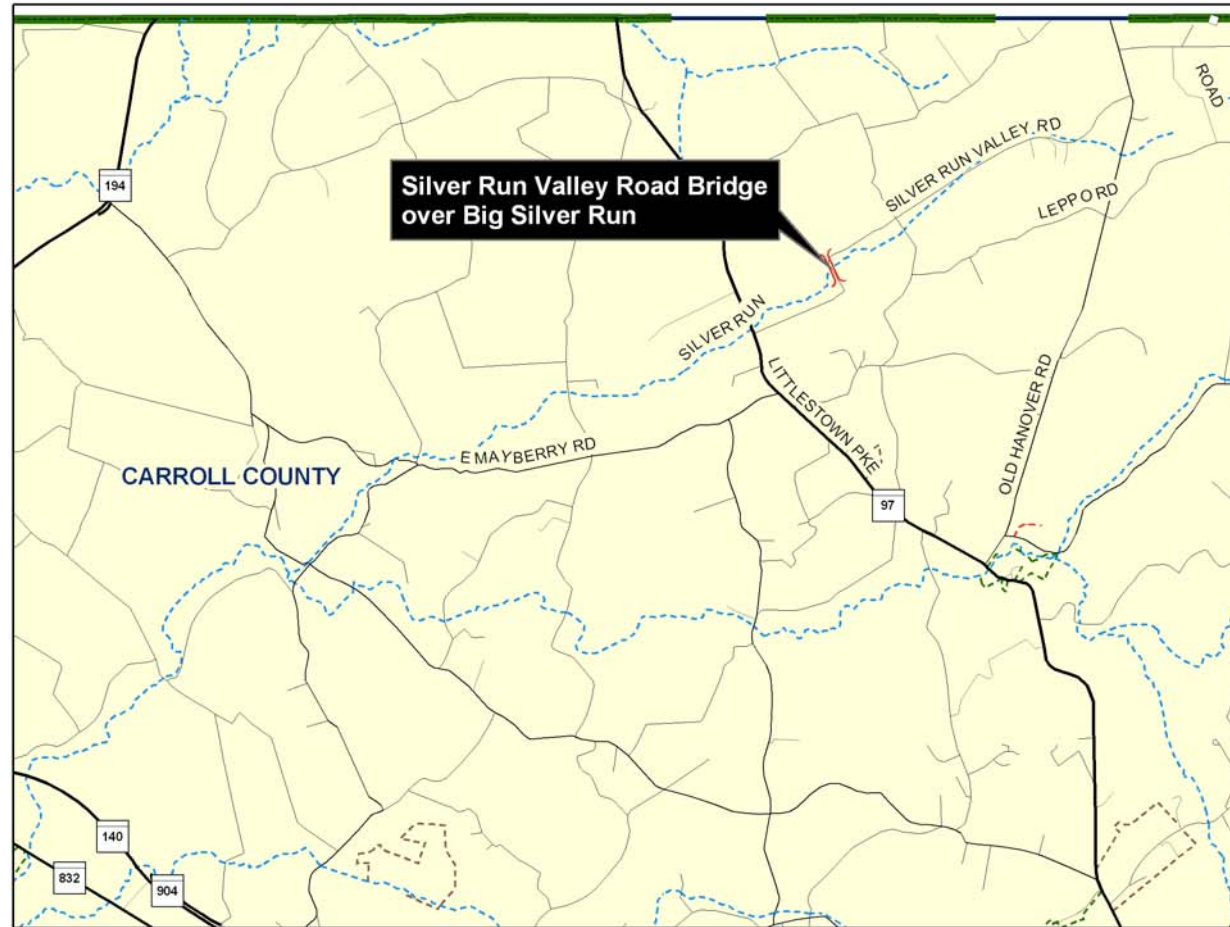 ROAD
SILVER RUN VALLEY RD
194
Silver Run Valley Road Bridge
over Big Silver Run
LEPPO RD
SILVER RUN
LITTLESTOWN PKE
OLD HANOVER RD
E MAYBERRY RD
CARROLL COUNTY
97
140
832
904